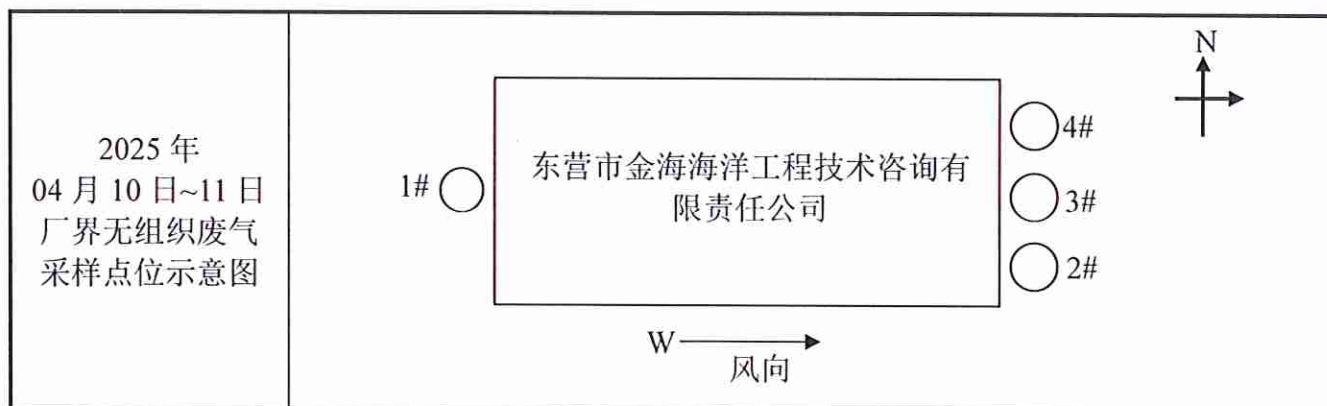 2025 年
04 月 10 日~11 日
厂界无组织废气
采样点位示意图
N
1#
东营市金海海洋工程技术咨询有
限责任公司
4#
3#
2#
W
风向